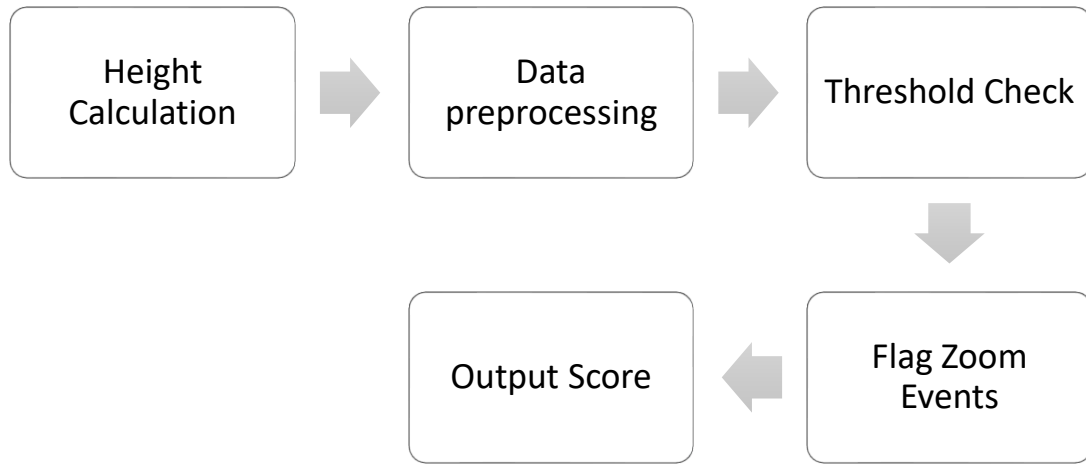 Height
Calculation
Data
preprocessing
Threshold Check
Flag Zoom
Events
Output Score